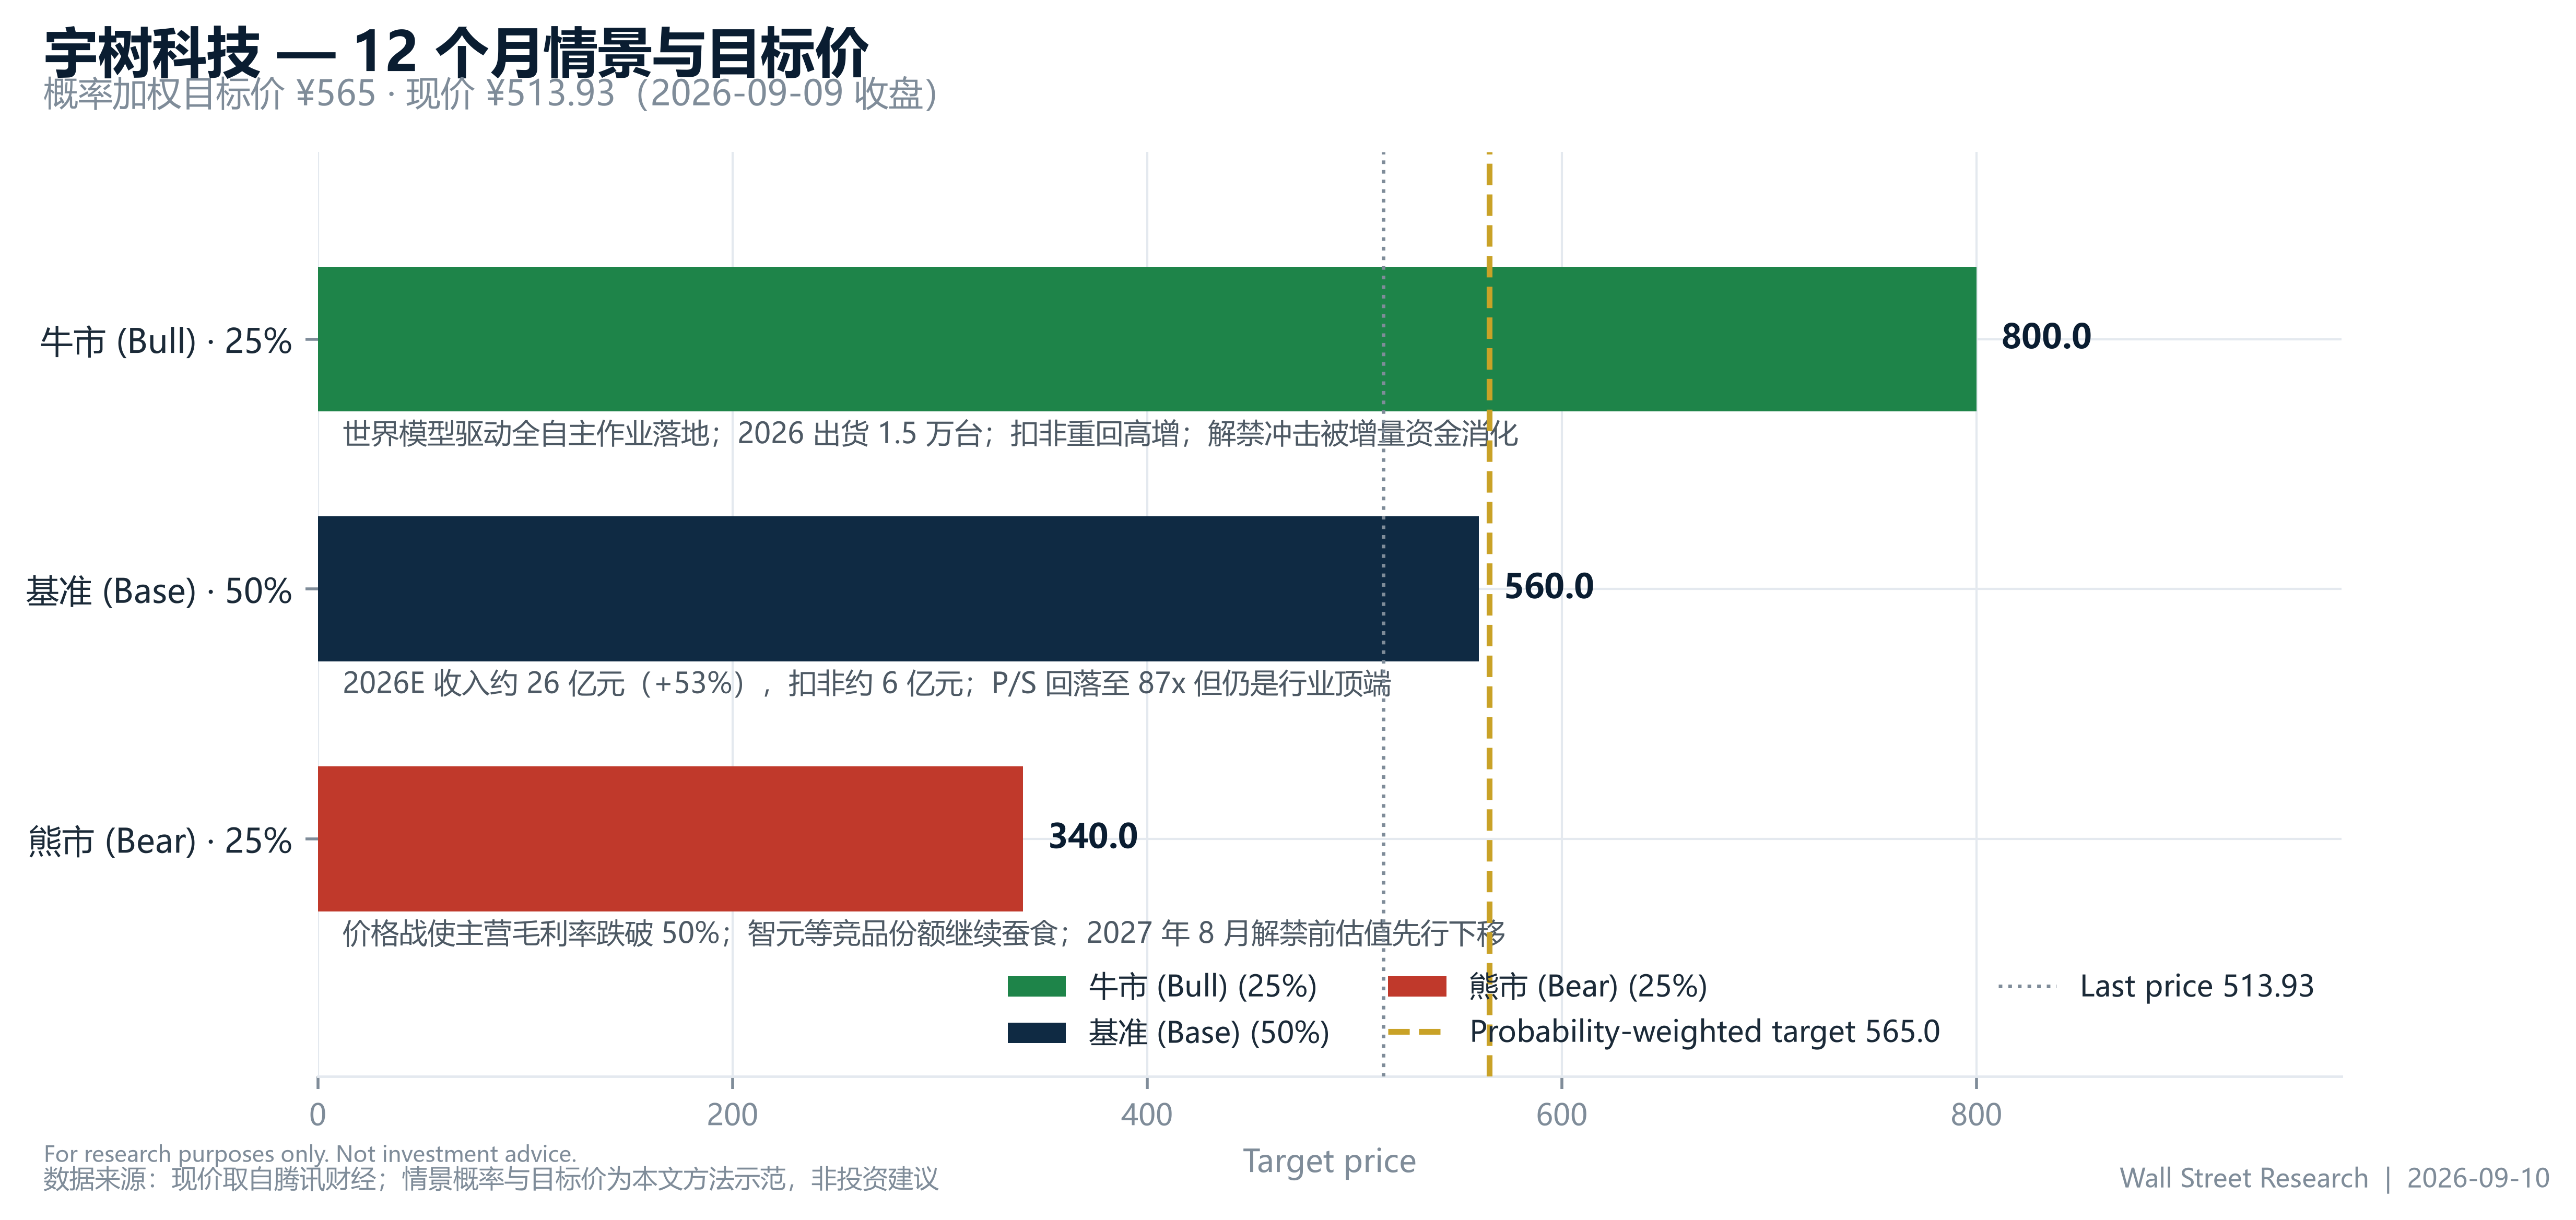 宇树科技 — 12 个月情景与目标价
概率加权目标价 ¥565 · 现价 ¥513.93（2026-09-09 收盘）
牛市 (Bull) · 25%
800.0
世界模型驱动全自主作业落地；2026 出货 1.5 万台；扣非重回高增；解禁冲击被增量资金消化
基准 (Base) · 50%
560.0
2026E 收入约 26 亿元（+53%），扣非约 6 亿元；P/S 回落至 87x 但仍是行业顶端
熊市 (Bear) · 25%
340.0
价格战使主营毛利率跌破 50%；智元等竞品份额继续蚕食；2027 年 8 月解禁前估值先行下移
牛市 (Bull) (25%)
基准 (Base) (50%)
熊市 (Bear) (25%)
Probability-weighted target 565.0
Last price 513.93
0 200 400 600 800
Target price
For research purposes only. Not investment advice.
数据来源：现价取自腾讯财经；情景概率与目标价为本文方法示范，非投资建议
Wall Street Research | 2026-09-10